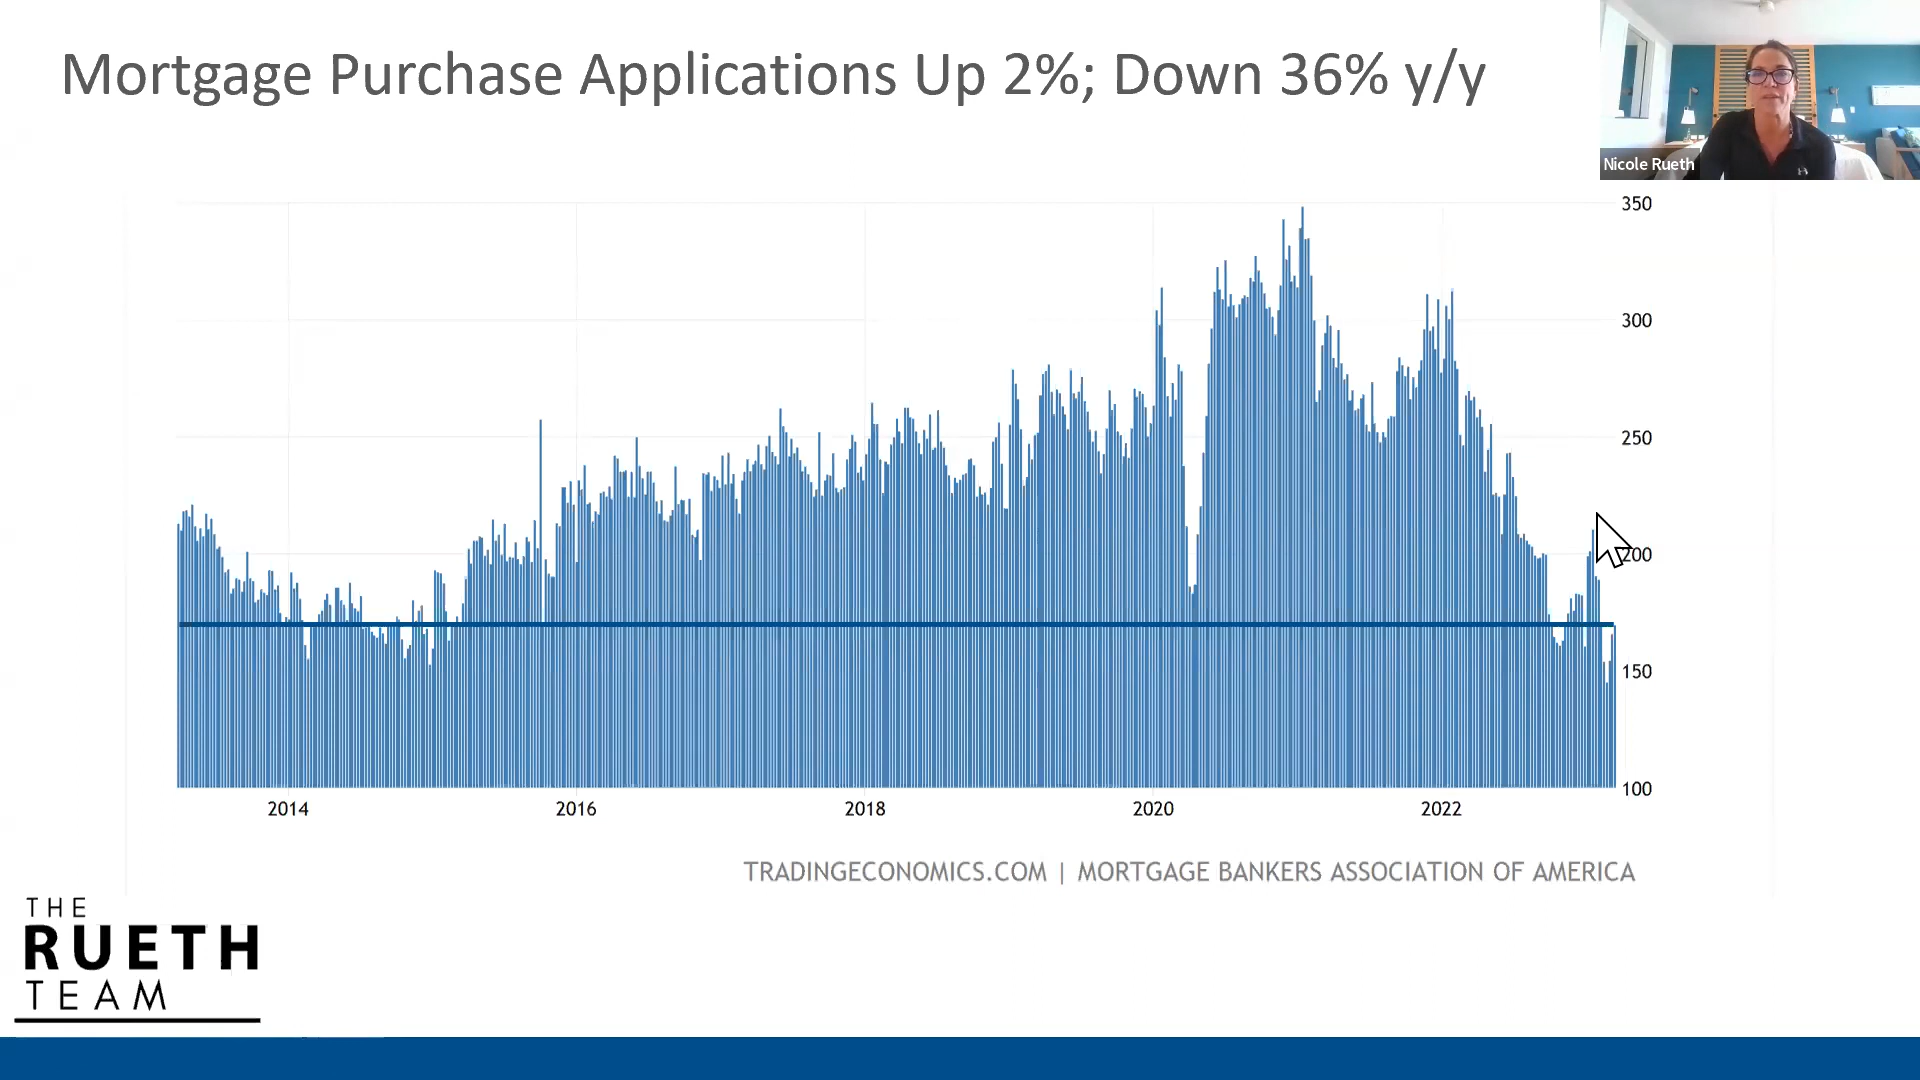 Mortgage Purchase Applications Up 2%; Down 36% y/y
Nicole Rueth
350
300
250
200
150
100
2014 2016 2018 2020 2022
TRADINGECONOMICS.COM | MORTGAGE BANKERS ASSOCIATION OF AMERICA
THE
RUETH
TEAM